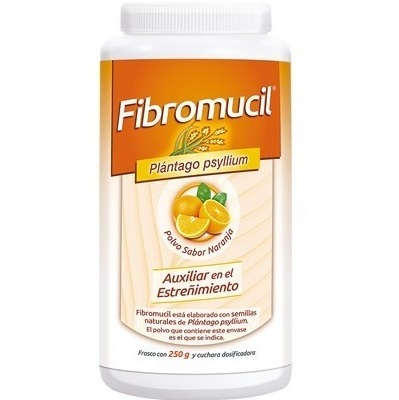 Fibromucil®
Plántago psyllium
Polvo Sabor Naranja
Auxiliar en el
Estreñimiento
Fibromucil está elaborado con semillas
naturales de Plántago psyllium.
El polvo que contiene este envase
es el que se indica.
Frasco con 250 g y cuchara dosificadora